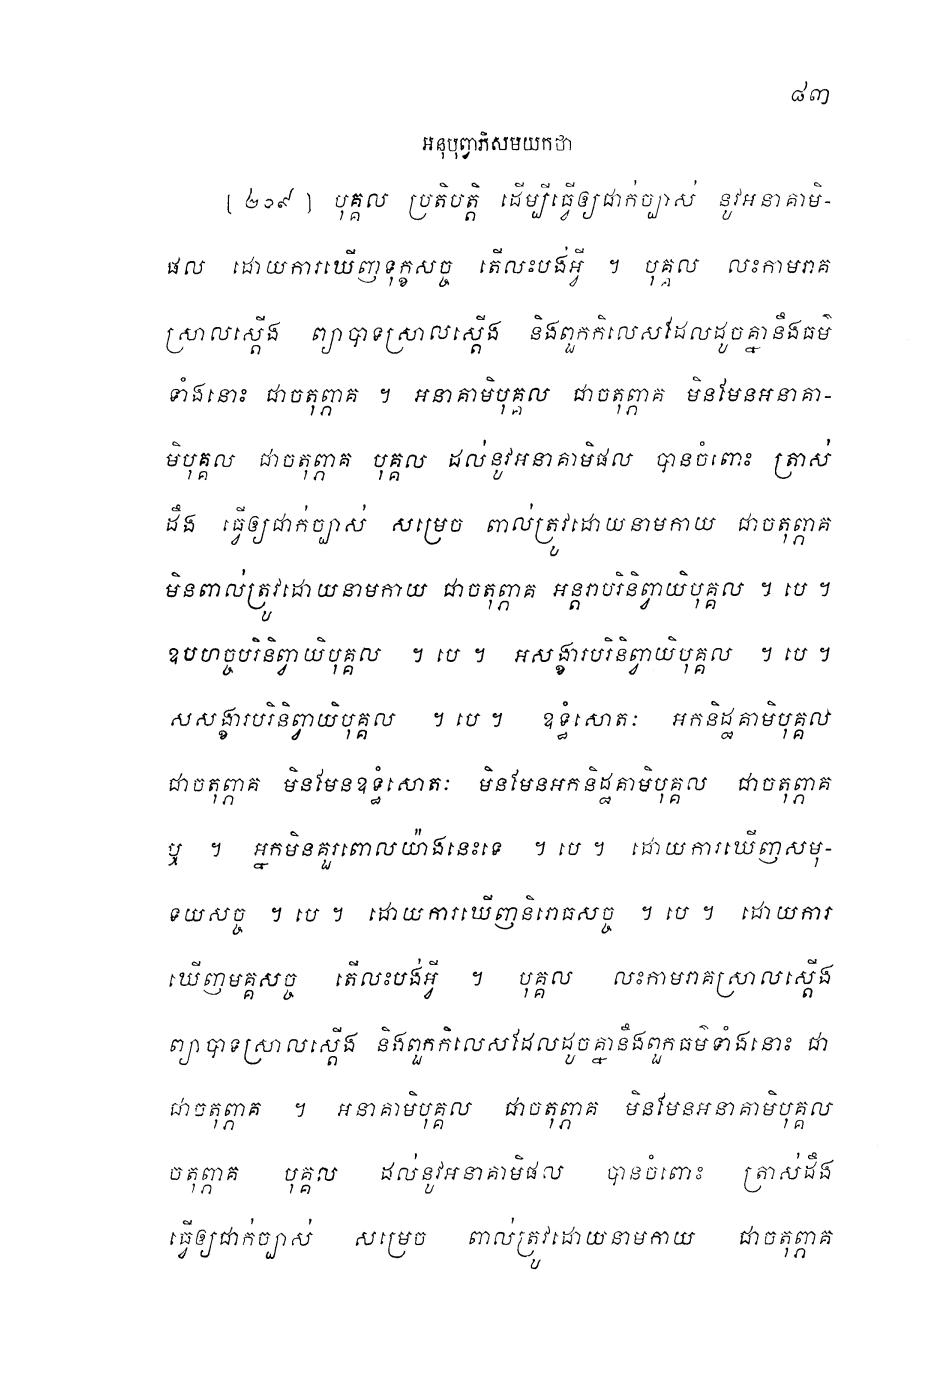 ៨៣
អនុបុព្វាភិសមយកថា
[ ២១៩ ] បុគ្គល ប្រតិបត្តិ ដើម្បីធ្វើឲ្យជាក់ច្បាស់ នូវអនាគាមិ-
ផល ដោយការឃើញទុក្ខសច្ច តើលះបង់អ្វី ។ បុគ្គល លះកាមរាគ
ស្រាលស្តើង ព្យាបាទស្រាលស្តើង និងពួកកិលេសដែលដូចគ្នានឹងធម៌
ទាំងនោះ ជាចតុព្ភាគ ។ អនាគាមិបុគ្គល ជាចតុព្ភាគ មិនមែនអនាគា-
មិបុគ្គល ជាចតុព្ភាគ បុគ្គល ដល់នូវអនាគាមិផល បានចំពោះ ត្រាស់
ដឹង ធ្វើឲ្យជាក់ច្បាស់ សម្រេច ពាល់ត្រូវដោយនាមកាយ ជាចតុព្ភាគ
មិនពាល់ត្រូវដោយនាមកាយ ជាចតុព្ភាគ អន្តរាបរិនិព្វាយិបុគ្គល ។ បេ ។
ឧបហច្ចបរិនិព្វាយិបុគ្គល ។ បេ ។ អសង្ខារបរិនិព្វាយិបុគ្គល ។ បេ ។
សសង្ខារបរិនិព្វាយិបុគ្គល ។ បេ ។ ឧទ្ធំសោតៈ អកនិដ្ឋគាមិបុគ្គល
ជាចតុព្ភាគ មិនមែនឧទ្ធំសោតៈ មិនមែនអកនិដ្ឋគាមិបុគ្គល ជាចតុព្ភាគ
ឬ ។ អ្នកមិនគួរពោលយ៉ាងនេះទេ ។ បេ ។ ដោយការឃើញសមុ-
ទយសច្ច ។ បេ ។ ដោយការឃើញនិរោធសច្ច ។ បេ ។ ដោយការ
ឃើញមគ្គសច្ច តើលះបង់អ្វី ។ បុគ្គល លះកាមរាគស្រាលស្តើង
ព្យាបាទស្រាលស្តើង និងពួកកិលេសដែលដូចគ្នានឹងពួកធម៌ទាំងនោះ ជា
ជាចតុព្ភាគ ។ អនាគាមិបុគ្គល ជាចតុព្ភាគ មិនមែនអនាគាមិបុគ្គល
ចតុព្ភាគ បុគ្គល ដល់នូវអនាគាមិផល បានចំពោះ ត្រាស់ដឹង
ធ្វើឲ្យជាក់ច្បាស់ សម្រេច ពាល់ត្រូវដោយនាមកាយ ជាចតុព្ភាគ